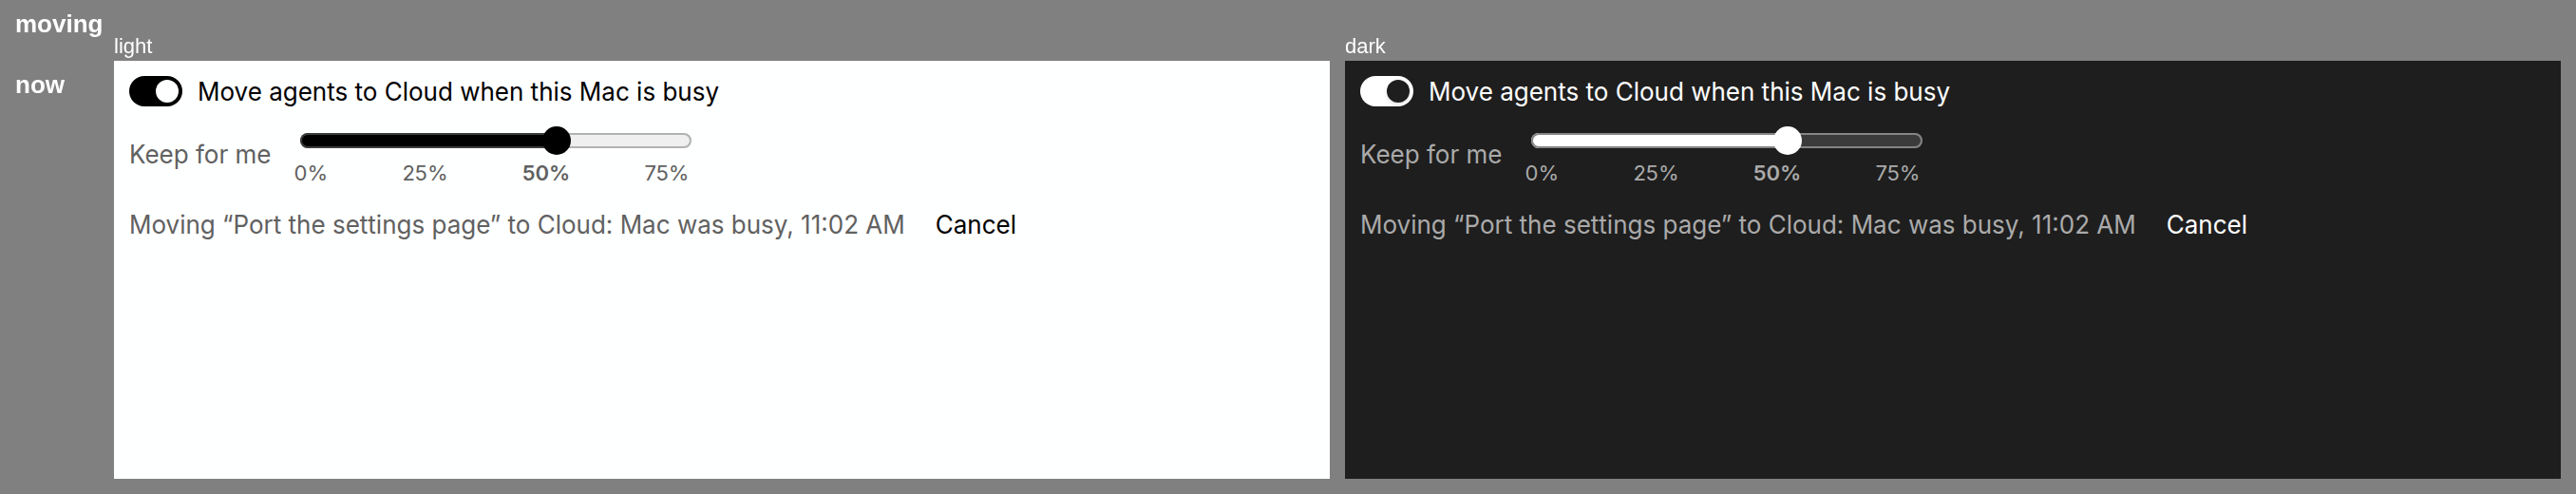 moving
light
dark
now
Move agents to Cloud when this Mac is busy
Keep for me
0% 25% 50% 75%
Moving “Port the settings page” to Cloud: Mac was busy, 11:02 AM Cancel
Move agents to Cloud when this Mac is busy
Keep for me
0% 25% 50% 75%
Moving “Port the settings page” to Cloud: Mac was busy, 11:02 AM Cancel